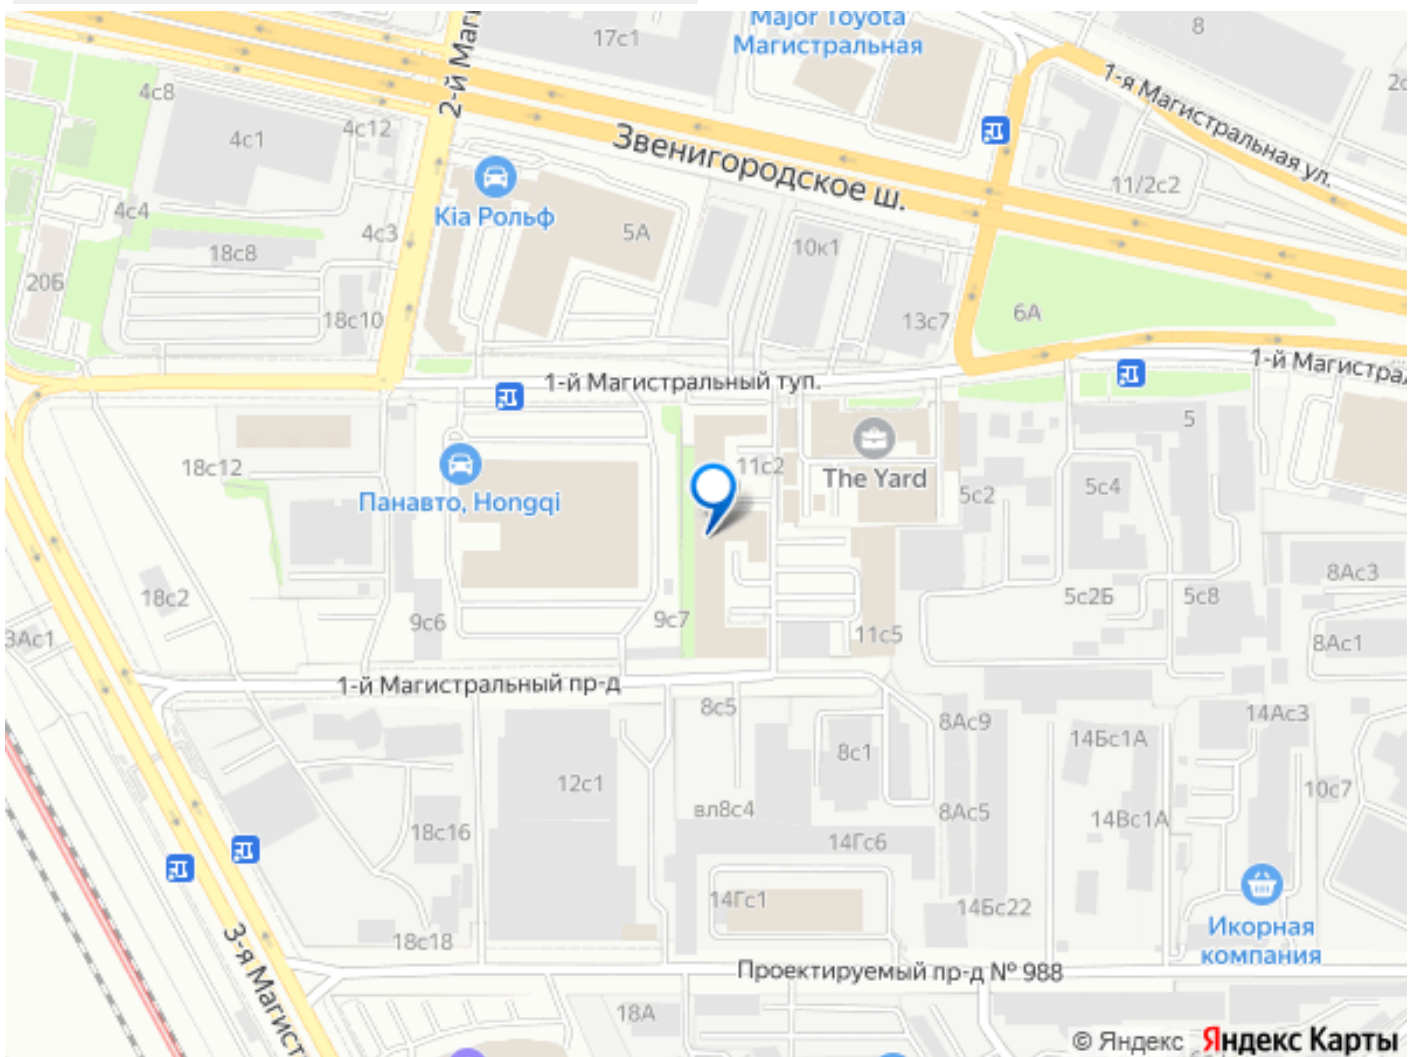 Major Toyota
Магистральная
17с1
8
2-й Маг
1-я Магистральная ул.
4с8
4с1
4с12
Звенигородское ш.
11/2с2
4с4
4с3
Kia Рольф
5А
10к1
18с8
20Б
18с10
13с7
6А
1-й Магистральный туп.
1-й Магистрал
5
18с12
11с2
The Yard
Панавто, Hongqi
5с2
5с4
8Ас3
18с2
5с2Б
5с8
3Ас1
9с6
9с7
11с5
8Ас1
1-й Магистральный пр-д
8с5
8Ас9
14Ас3
14Бс1А
8с1
12с1
10с7
вл8с4
8Ас5
14Вс1А
18с16
14Гс6
14Гс1
14Бс22
Икорная
компания
18с18
3-я Магист
Проектируемый пр-д № 988
18А
© Яндекс Яндекс Карты